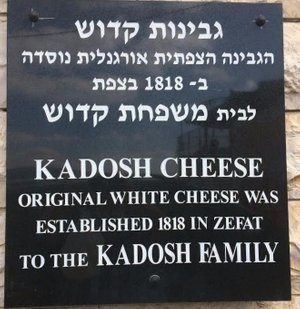 גבינות קדוש
הגבינה הצפתית אורגנלית נוסדה
ב- 1818 בצפת
לבית משפחת קדוש
KADOSH CHEESE
ORIGINAL WHITE CHEESE WAS
ESTABLISHED 1818 IN ZEFAT
TO THE KADOSH FAMILY